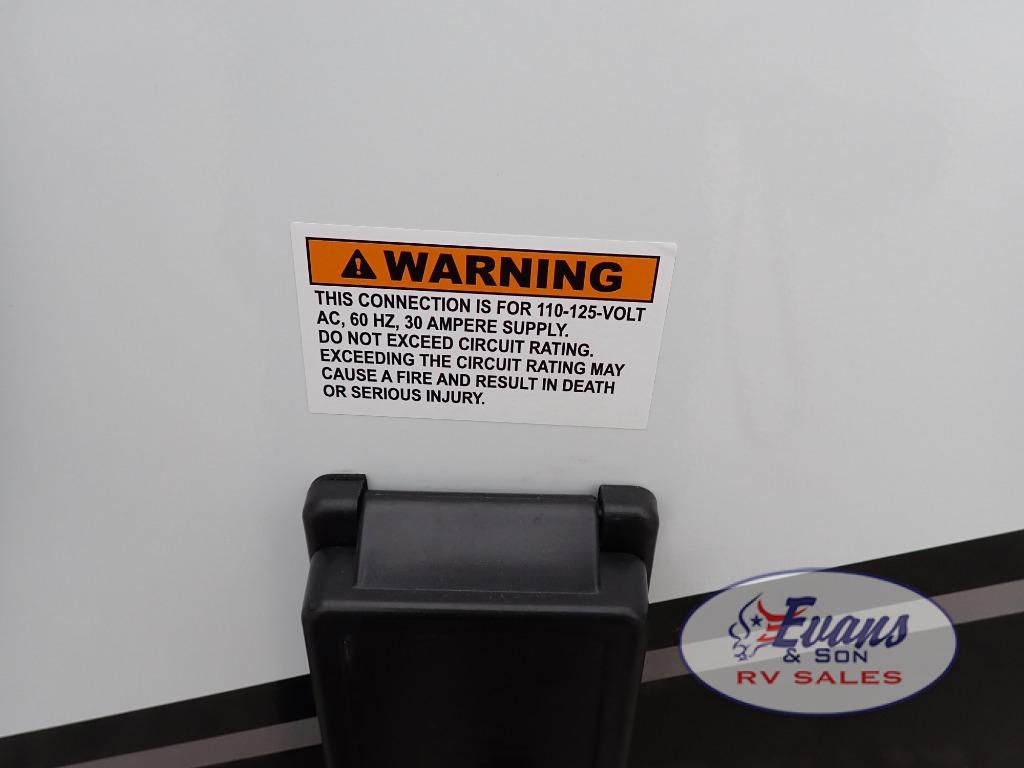 WARNING
THIS CONNECTION IS FOR 110-125-VOLT
AC, 60 HZ, 30 AMPERE SUPPLY.
DO NOT EXCEED CIRCUIT RATING.
EXCEEDING THE CIRCUIT RATING MAY
CAUSE A FIRE AND RESULT IN DEATH
OR SERIOUS INJURY.
Evans
& SON
RV SALES